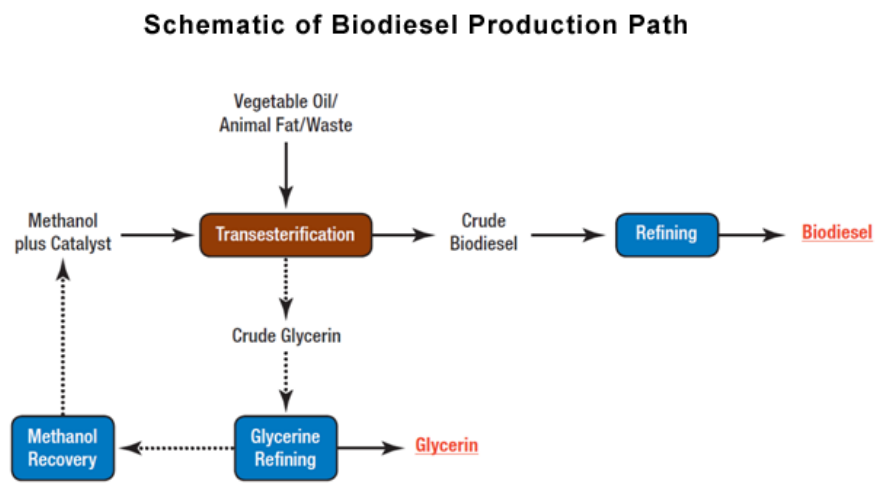 Schematic of Biodiesel Production Path
Vegetable Oil/
Animal Fat/Waste
Methanol
plus Catalyst
Transesterification
Crude
Biodiesel
Refining
Biodiesel
Crude Glycerin
Methanol
Recovery
Glycerine
Refining
Glycerin